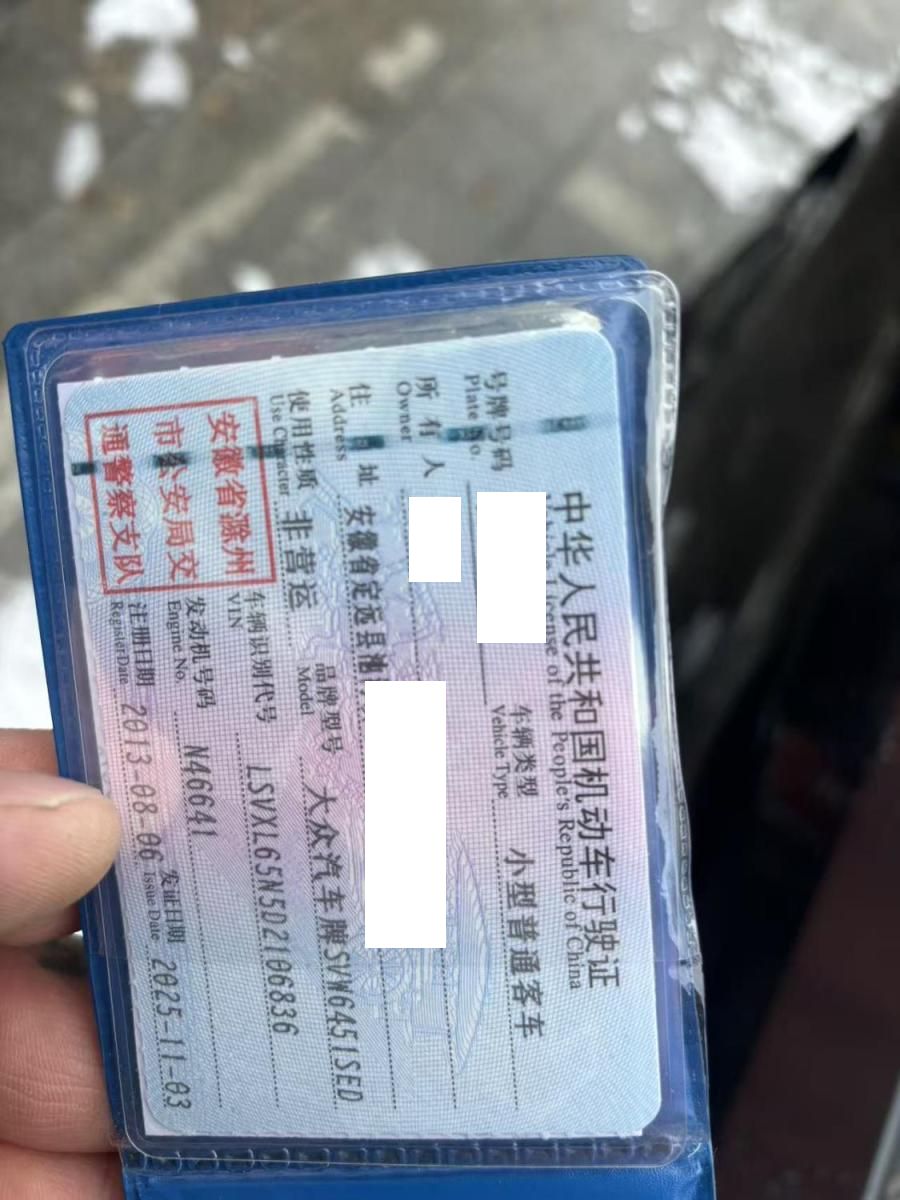 中华人民共和国机动车行驶证
Vehicle License of the People's Republic of China
号牌号码
Plate No.
车辆类型 小型普通客车
Vehicle Type
所有人
Owner
住址 安徽省定远县
Address
使用性质 非营运
Use Character
品牌型号 大众汽车牌SVW6451SED
Model
安徽省滁州
市公安局交
通警察支队
车辆识别代号 LSVXL65N5D2106836
VIN
发动机号码 N46641
Engine No.
注册日期 2013-08-06 发证日期 2025-11-03
Register Date Issue Date